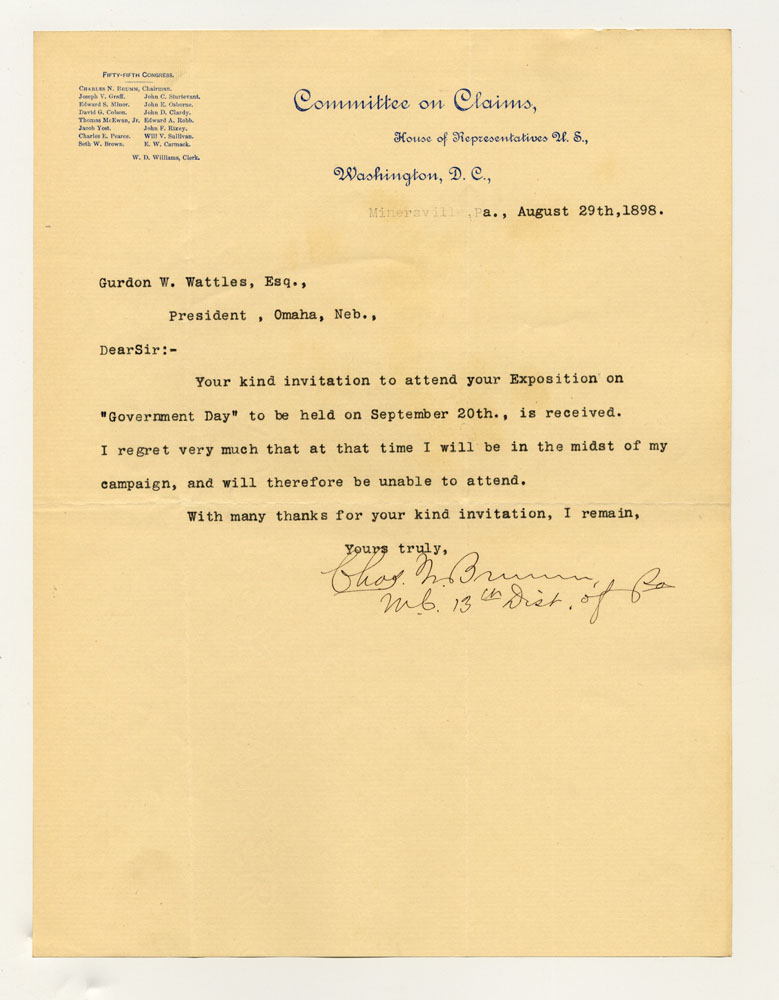 FIFTY-FIFTH CONGRESS.
CHARLES N. BRUMM, Chairman.
Joseph V. Graff. John C. Sturtevant.
Edward S. Minor. John E. Osborne.
David G. Colson. John D. Clardy.
Thomas McEwan, Jr. Edward A. Robb.
Jacob Yost. John F. Rixey.
Charles E. Pearce. Will V. Sullivan.
Seth W. Brown. E. W. Carmack.
W. D. Williams, Clerk.
Committee on Claims,
House of Representatives U. S.,
Washington, D. C.,
Minersville, Pa., August 29th, 1898.
Gurdon W. Wattles, Esq.,
President , Omaha, Neb.,
DearSir:-
Your kind invitation to attend your Exposition on
"Government Day" to be held on September 20th., is received.
I regret very much that at that time I will be in the midst of my
campaign, and will therefore be unable to attend.
With many thanks for your kind invitation, I remain,
Yours truly,
Chas. N. Brumm,
M.C. 13th Dist. of Pa